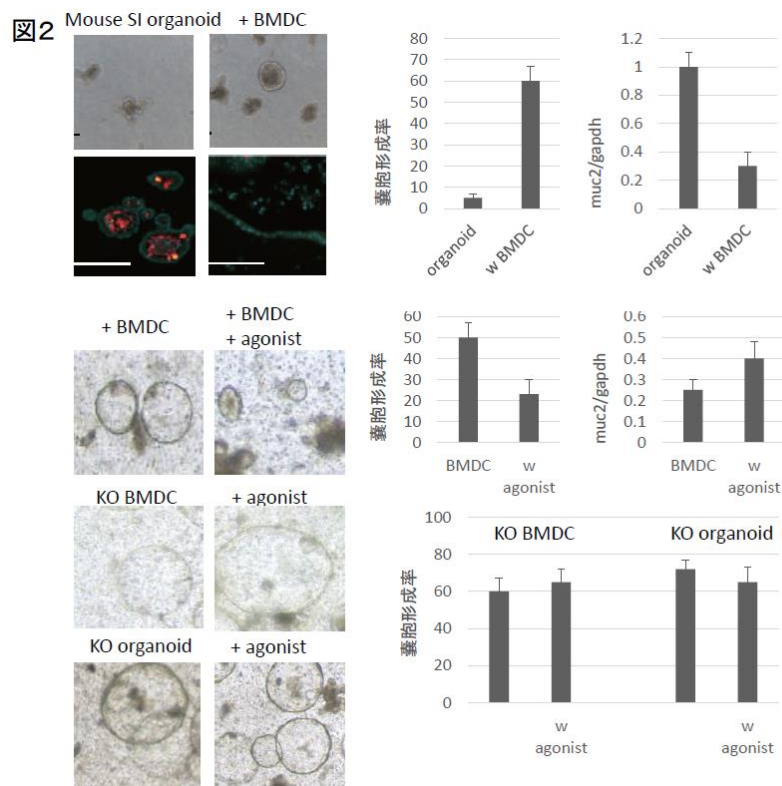 図2
Mouse SI organoid
+ BMDC
嚢胞形成率
80
70
60
50
40
30
20
10
0
organoid
w BMDC
muc2/gapdh
1.2
1
0.8
0.6
0.4
0.2
0
organoid
w BMDC
+ BMDC
+ BMDC
+ agonist
嚢胞形成率
60
50
40
30
20
10
0
BMDC
w
agonist
muc2/gapdh
0.6
0.5
0.4
0.3
0.2
0.1
0
BMDC
w
agonist
KO BMDC
+ agonist
KO organoid
+ agonist
嚢胞形成率
100
80
60
40
20
0
KO BMDC
KO organoid
w
agonist
w
agonist